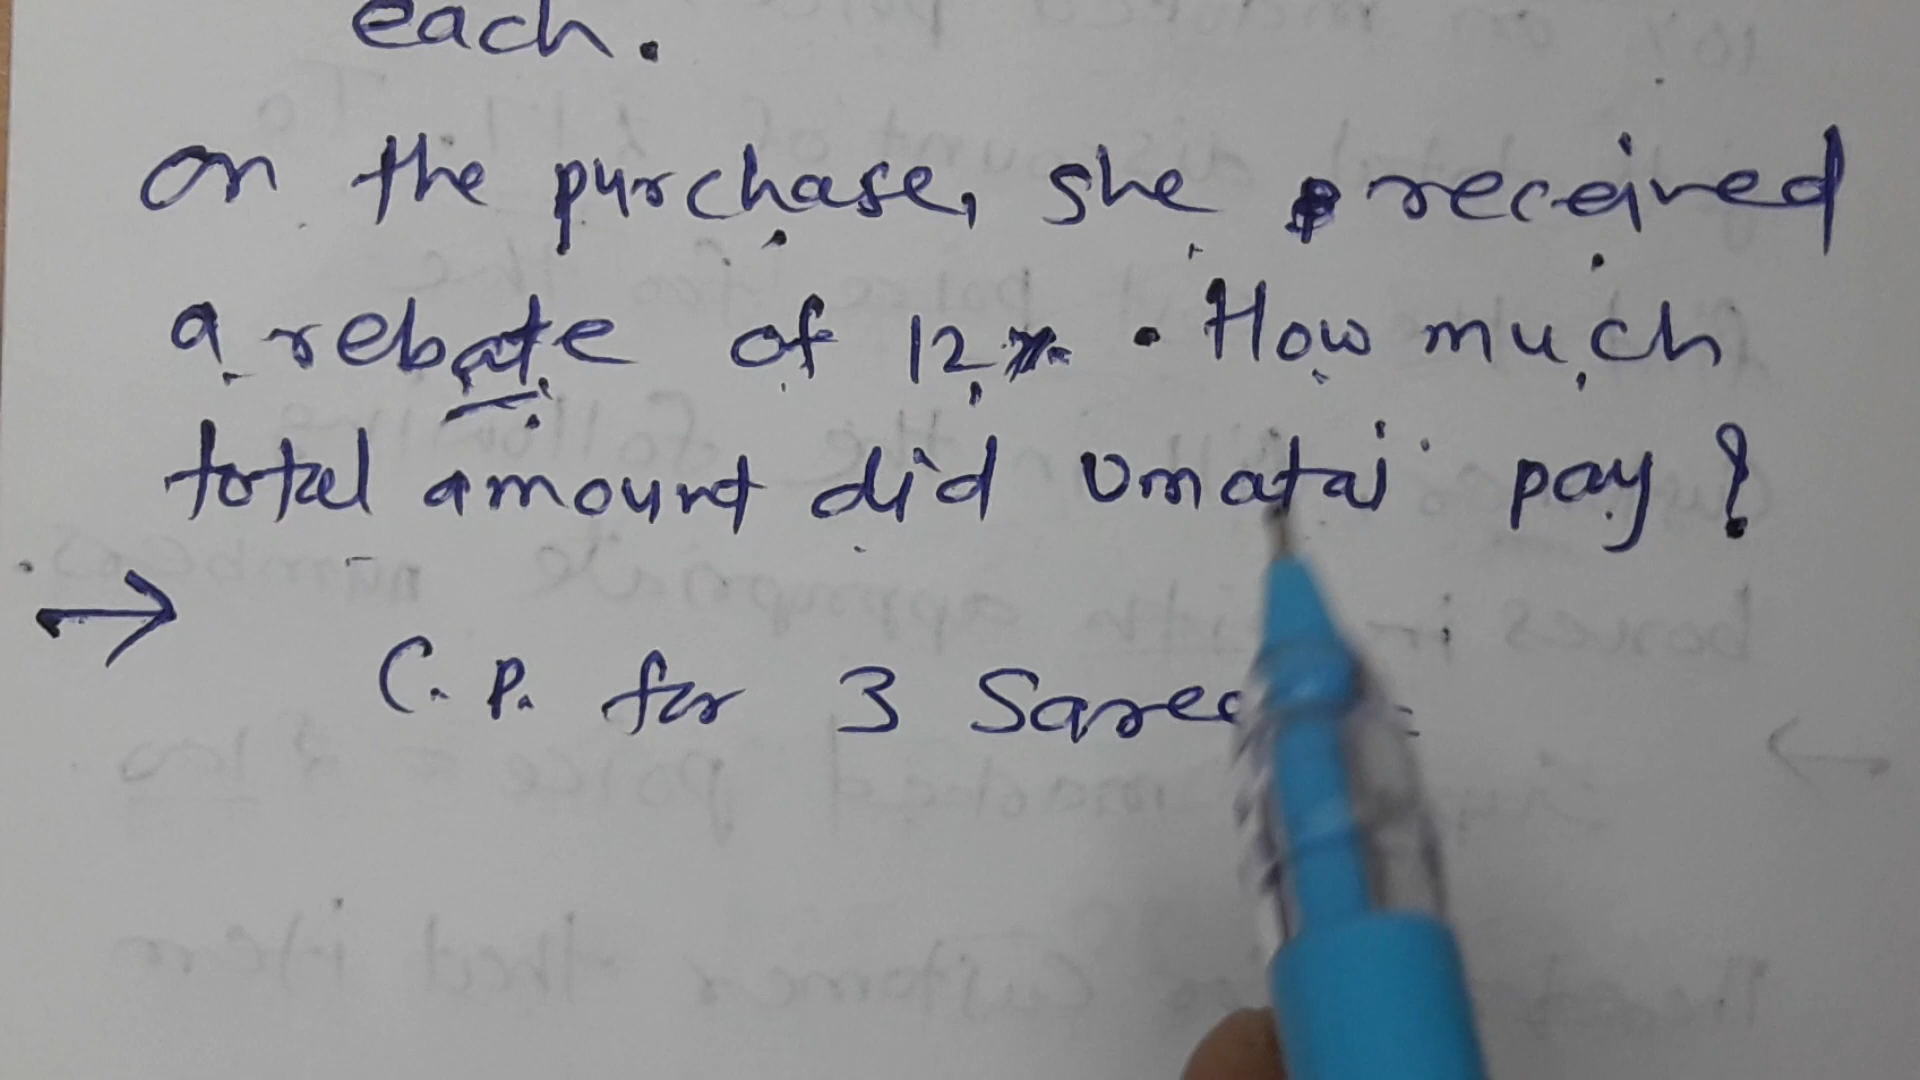 each.
on the purchase, she received
a rebate of 12%. How much
total amount did Umatai pay?
→ C. P. for 3 Saree =